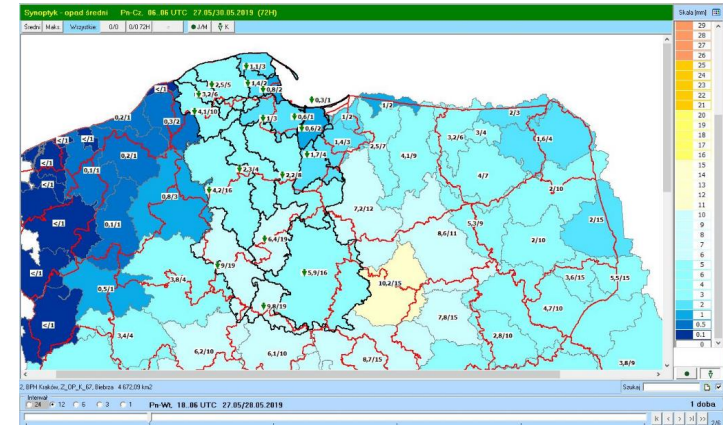 Synoptyk - opad średni Pn-Cz, 06..06 UTC 27.05/30.05.2019 (72H)
Skala [mm]
Średni Maks. Wszystkie 0/0 0/0 72H - J/M K
29
28
27
26
25
24
23
22
21
20
19
18
17
16
15
14
13
12
11
10
9
8
7
6
5
4
3
2
1
0.5
0.1
0
1,1/3
2,5/5 1,4/2
</1 3,2/6 0,8/2
0,3/1
4,1/10
0,2/1 0,3/2 1/3 0,6/1 1/2 1/2 2/3
0,6/2
</1 </1 1,4/3 2,5/7 3,2/6 3/4 1,6/4
</1 0,2/1 1,7/4 4,1/9
0,1/1 2,3/4 2,2/8 4/7
</1 4,2/16 2/10
</1 0,8/3 7,2/12
</1 0,1/1 5,3/9 2/15
6,4/19 8,6/11 2/10
</1 9/19 5,9/16
0,5/1 3,8/4 10,2/15 3,6/15 5,5/15
</1 9,8/19 7,8/15 4,7/10
3,4/4 6,2/10 6,1/10 8,7/15 2,8/10 3,8/9
2, BPH Kraków, Z_OP_K_67, Biebrza 4 672,09 km2
Szukaj
Interwał
24 12 6 3 1 Pn-Wt, 18..06 UTC 27.05/28.05.2019 1 doba